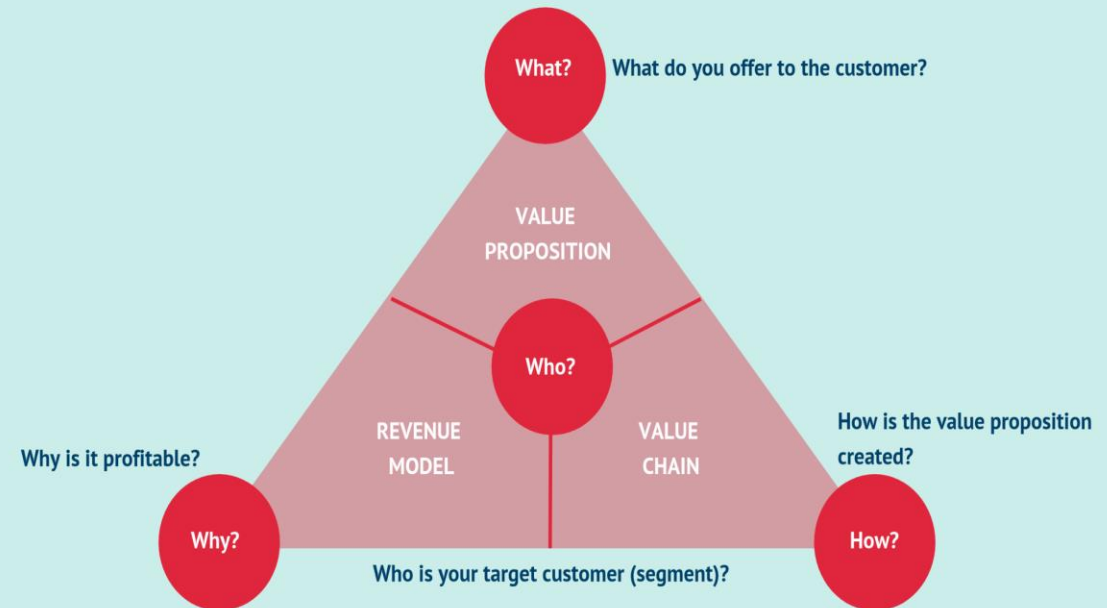 What?
What do you offer to the customer?
VALUE
PROPOSITION
Who?
REVENUE
MODEL
VALUE
CHAIN
How is the value proposition
created?
Why is it profitable?
Why?
How?
Who is your target customer (segment)?